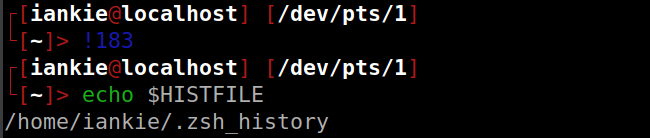 ┌[iankie@localhost] [/dev/pts/1]
└[~]> !183
┌[iankie@localhost] [/dev/pts/1]
└[~]> echo $HISTFILE
/home/iankie/.zsh_history